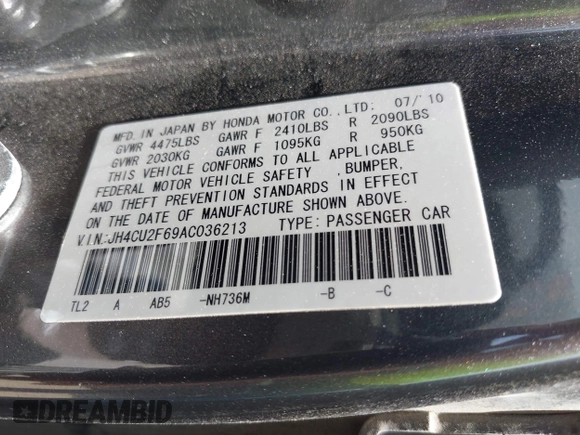 MFD. IN JAPAN BY HONDA MOTOR CO., LTD: 07/'10
GVWR 4475LBS GAWR F 2410LBS R 2090LBS
GVWR 2030KG GAWR F 1095KG R 950KG
THIS VEHICLE CONFORMS TO ALL APPLICABLE
FEDERAL MOTOR VEHICLE SAFETY ,BUMPER,
AND THEFT PREVENTION STANDARDS IN EFFECT
ON THE DATE OF MANUFACTURE SHOWN ABOVE.
V.I.N:JH4CU2F69AC036213 TYPE: PASSENGER CAR
TL2 A AB5 -NH736M -B -C
DREAMBID